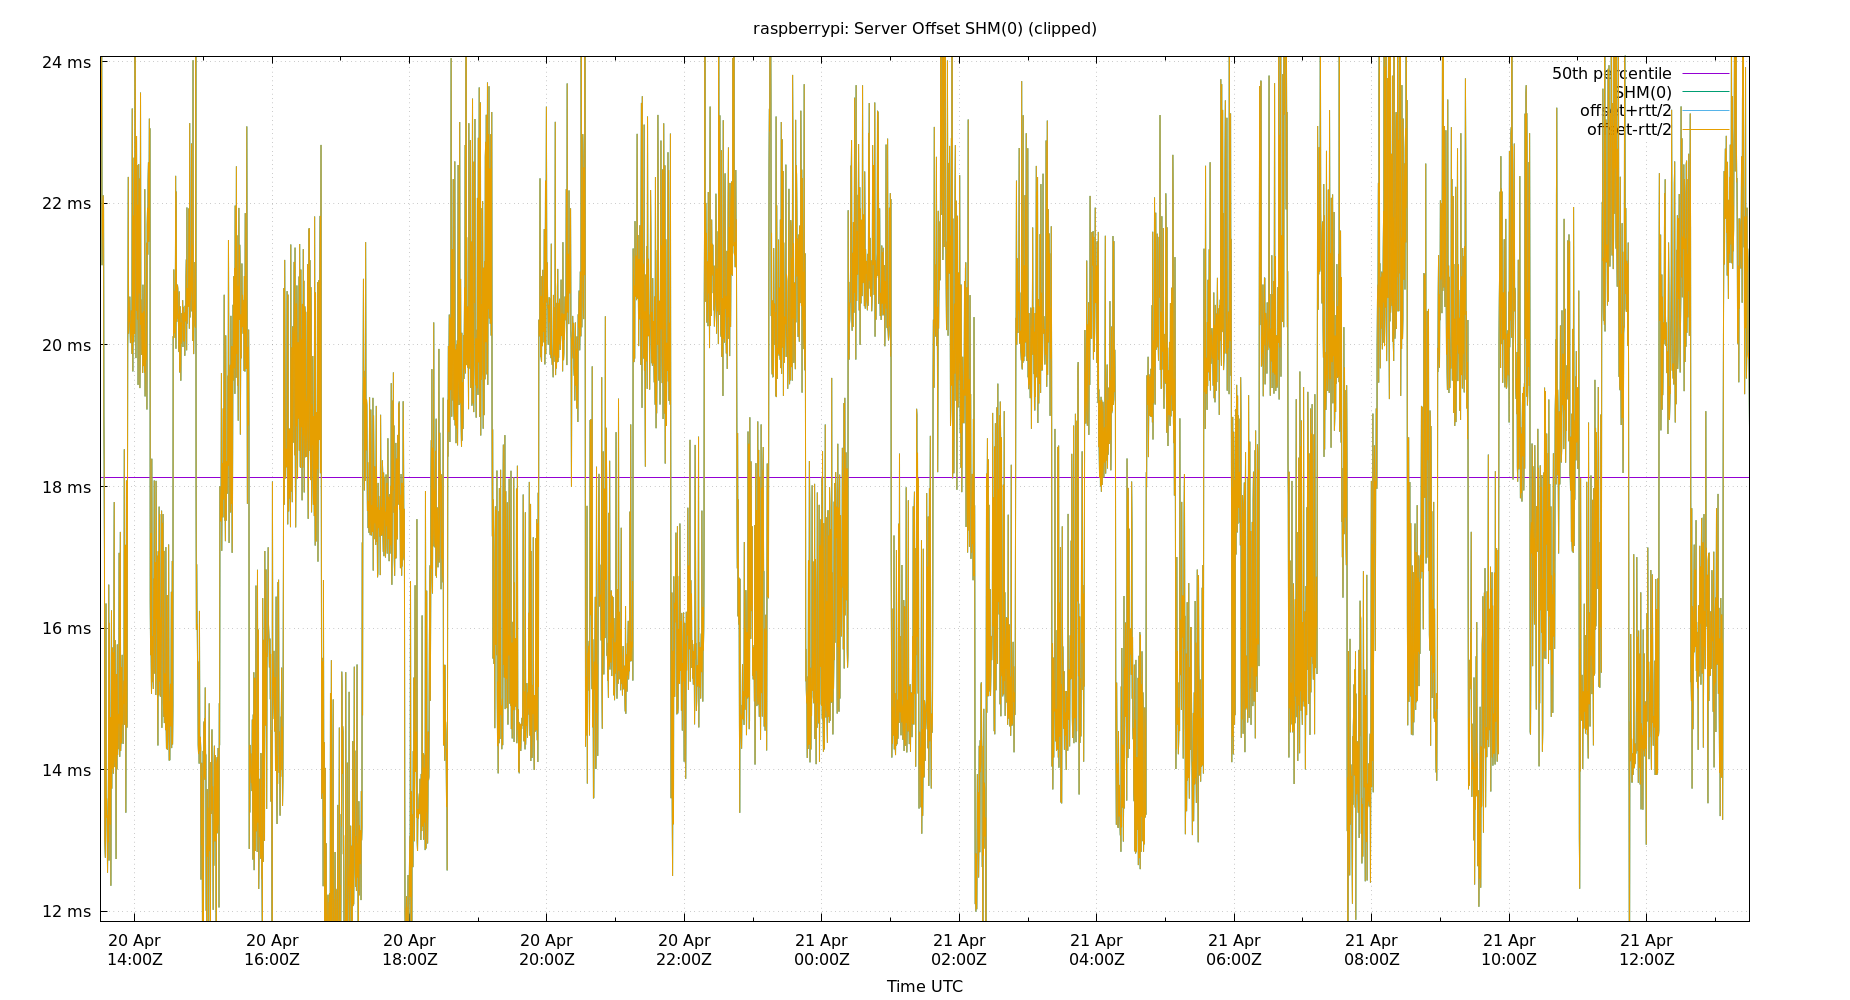 raspberrypi: Server Offset SHM(0) (clipped)
24 ms
22 ms
20 ms
18 ms
16 ms
14 ms
12 ms
50th percentile
SHM(0)
offset+rtt/2
offset-rtt/2
20 Apr 20 Apr 20 Apr 20 Apr 20 Apr 21 Apr 21 Apr 21 Apr 21 Apr 21 Apr 21 Apr 21 Apr
14:00Z 16:00Z 18:00Z 20:00Z 22:00Z 00:00Z 02:00Z 04:00Z 06:00Z 08:00Z 10:00Z 12:00Z
Time UTC